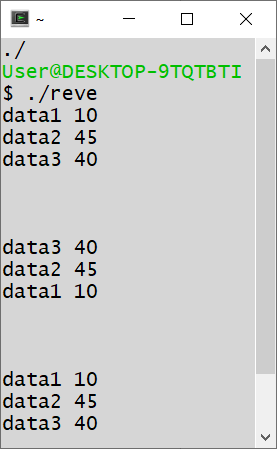 ~
./
User@DESKTOP-9TQTBTI
$ ./reve
data1 10
data2 45
data3 40
data3 40
data2 45
data1 10
data1 10
data2 45
data3 40